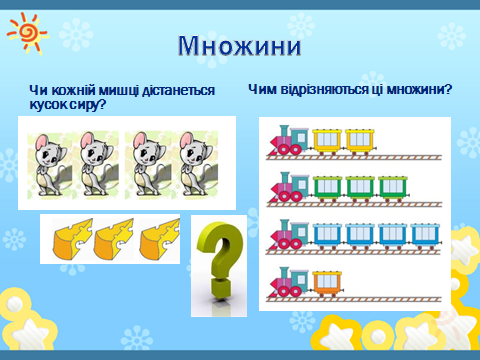 Множини
Чи кожній мишці дістанеться
кусок сиру?
Чим відрізняються ці множини?